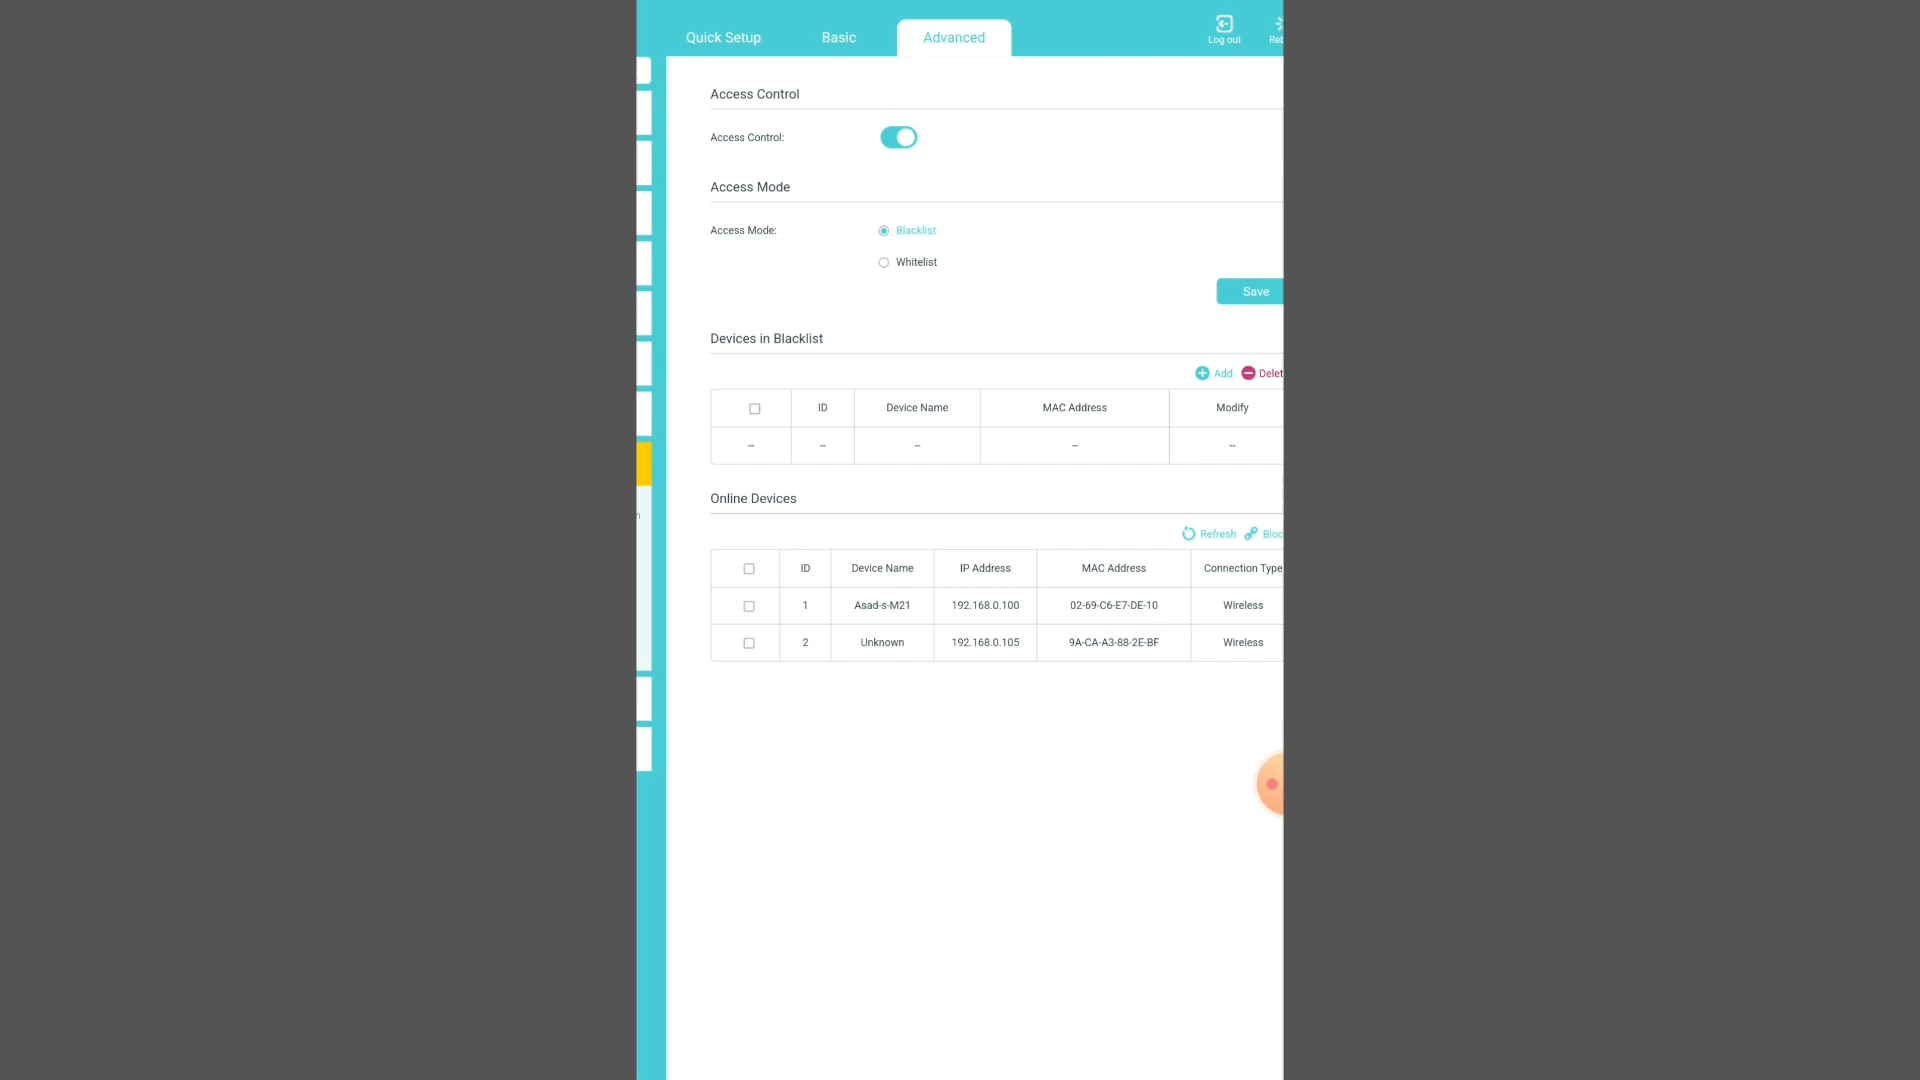 Quick Setup Basic Advanced Log out Reb
Access Control
Access Control:
Access Mode
Access Mode: Blacklist
Whitelist
Save
Devices in Blacklist
Add Delet
ID Device Name MAC Address Modify
-- -- -- -- --
n
Online Devices
Refresh Bloc
ID Device Name IP Address MAC Address Connection Type
1 Asad-s-M21 192.168.0.100 02-69-C6-E7-DE-10 Wireless
2 Unknown 192.168.0.105 9A-CA-A3-88-2E-BF Wireless